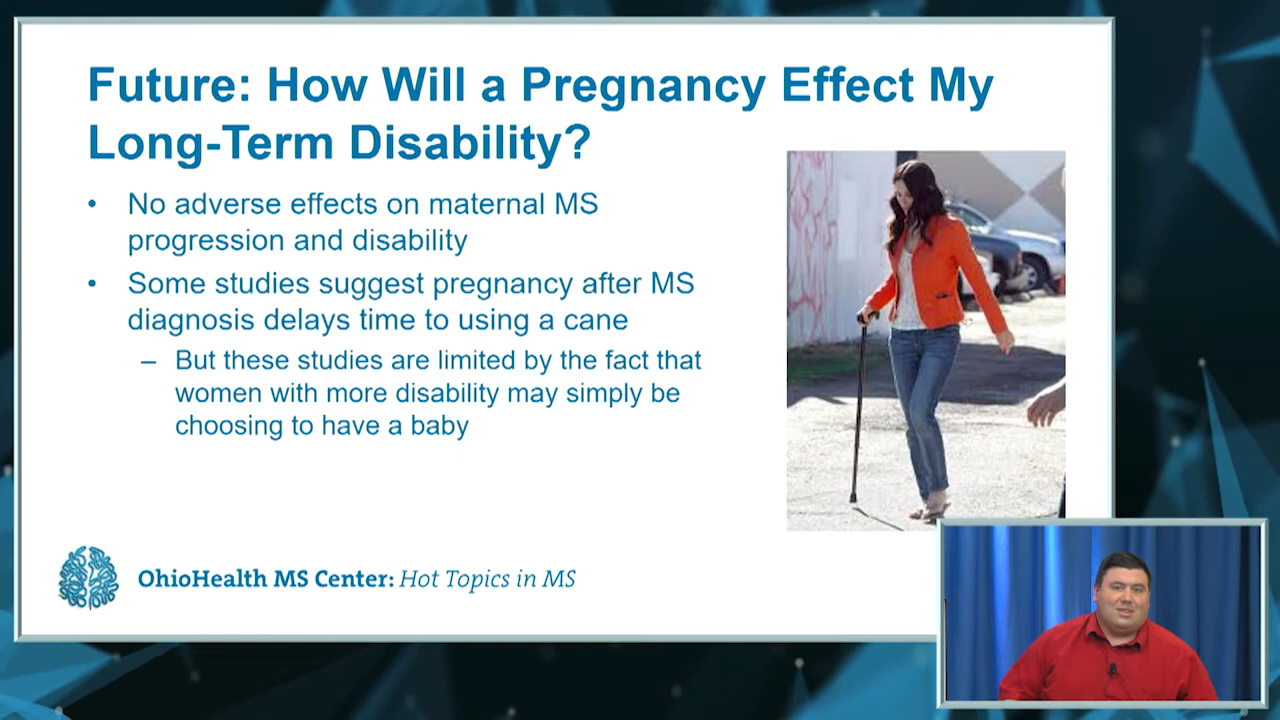 Future: How Will a Pregnancy Effect My
Long-Term Disability?
• No adverse effects on maternal MS
progression and disability
• Some studies suggest pregnancy after MS
diagnosis delays time to using a cane
– But these studies are limited by the fact that
women with more disability may simply be
choosing to have a baby
OhioHealth MS Center: Hot Topics in MS